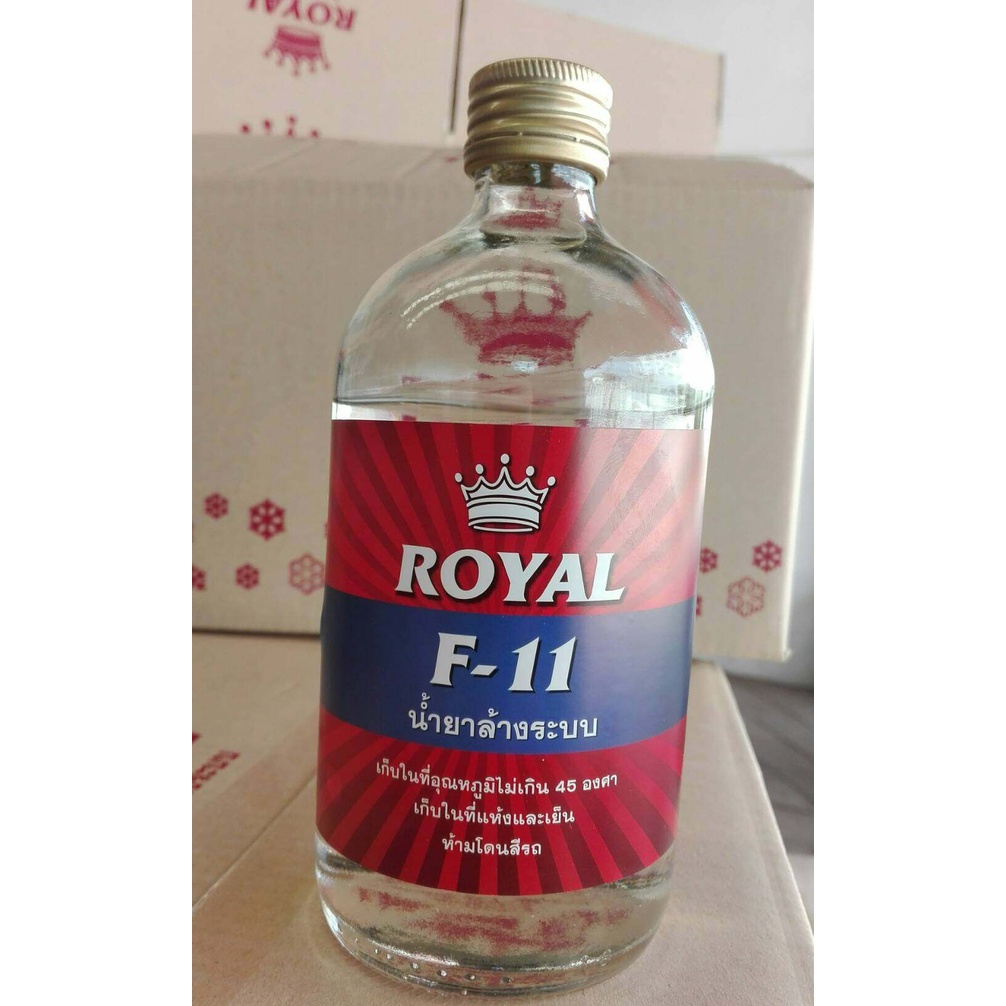 ROYAL
ROYAL
F-11
น้ำยาล้างระบบ
เก็บในที่อุณหภูมิไม่เกิน 45 องศา
เก็บในที่แห้งและเย็น
ห้ามโดนสีรถ